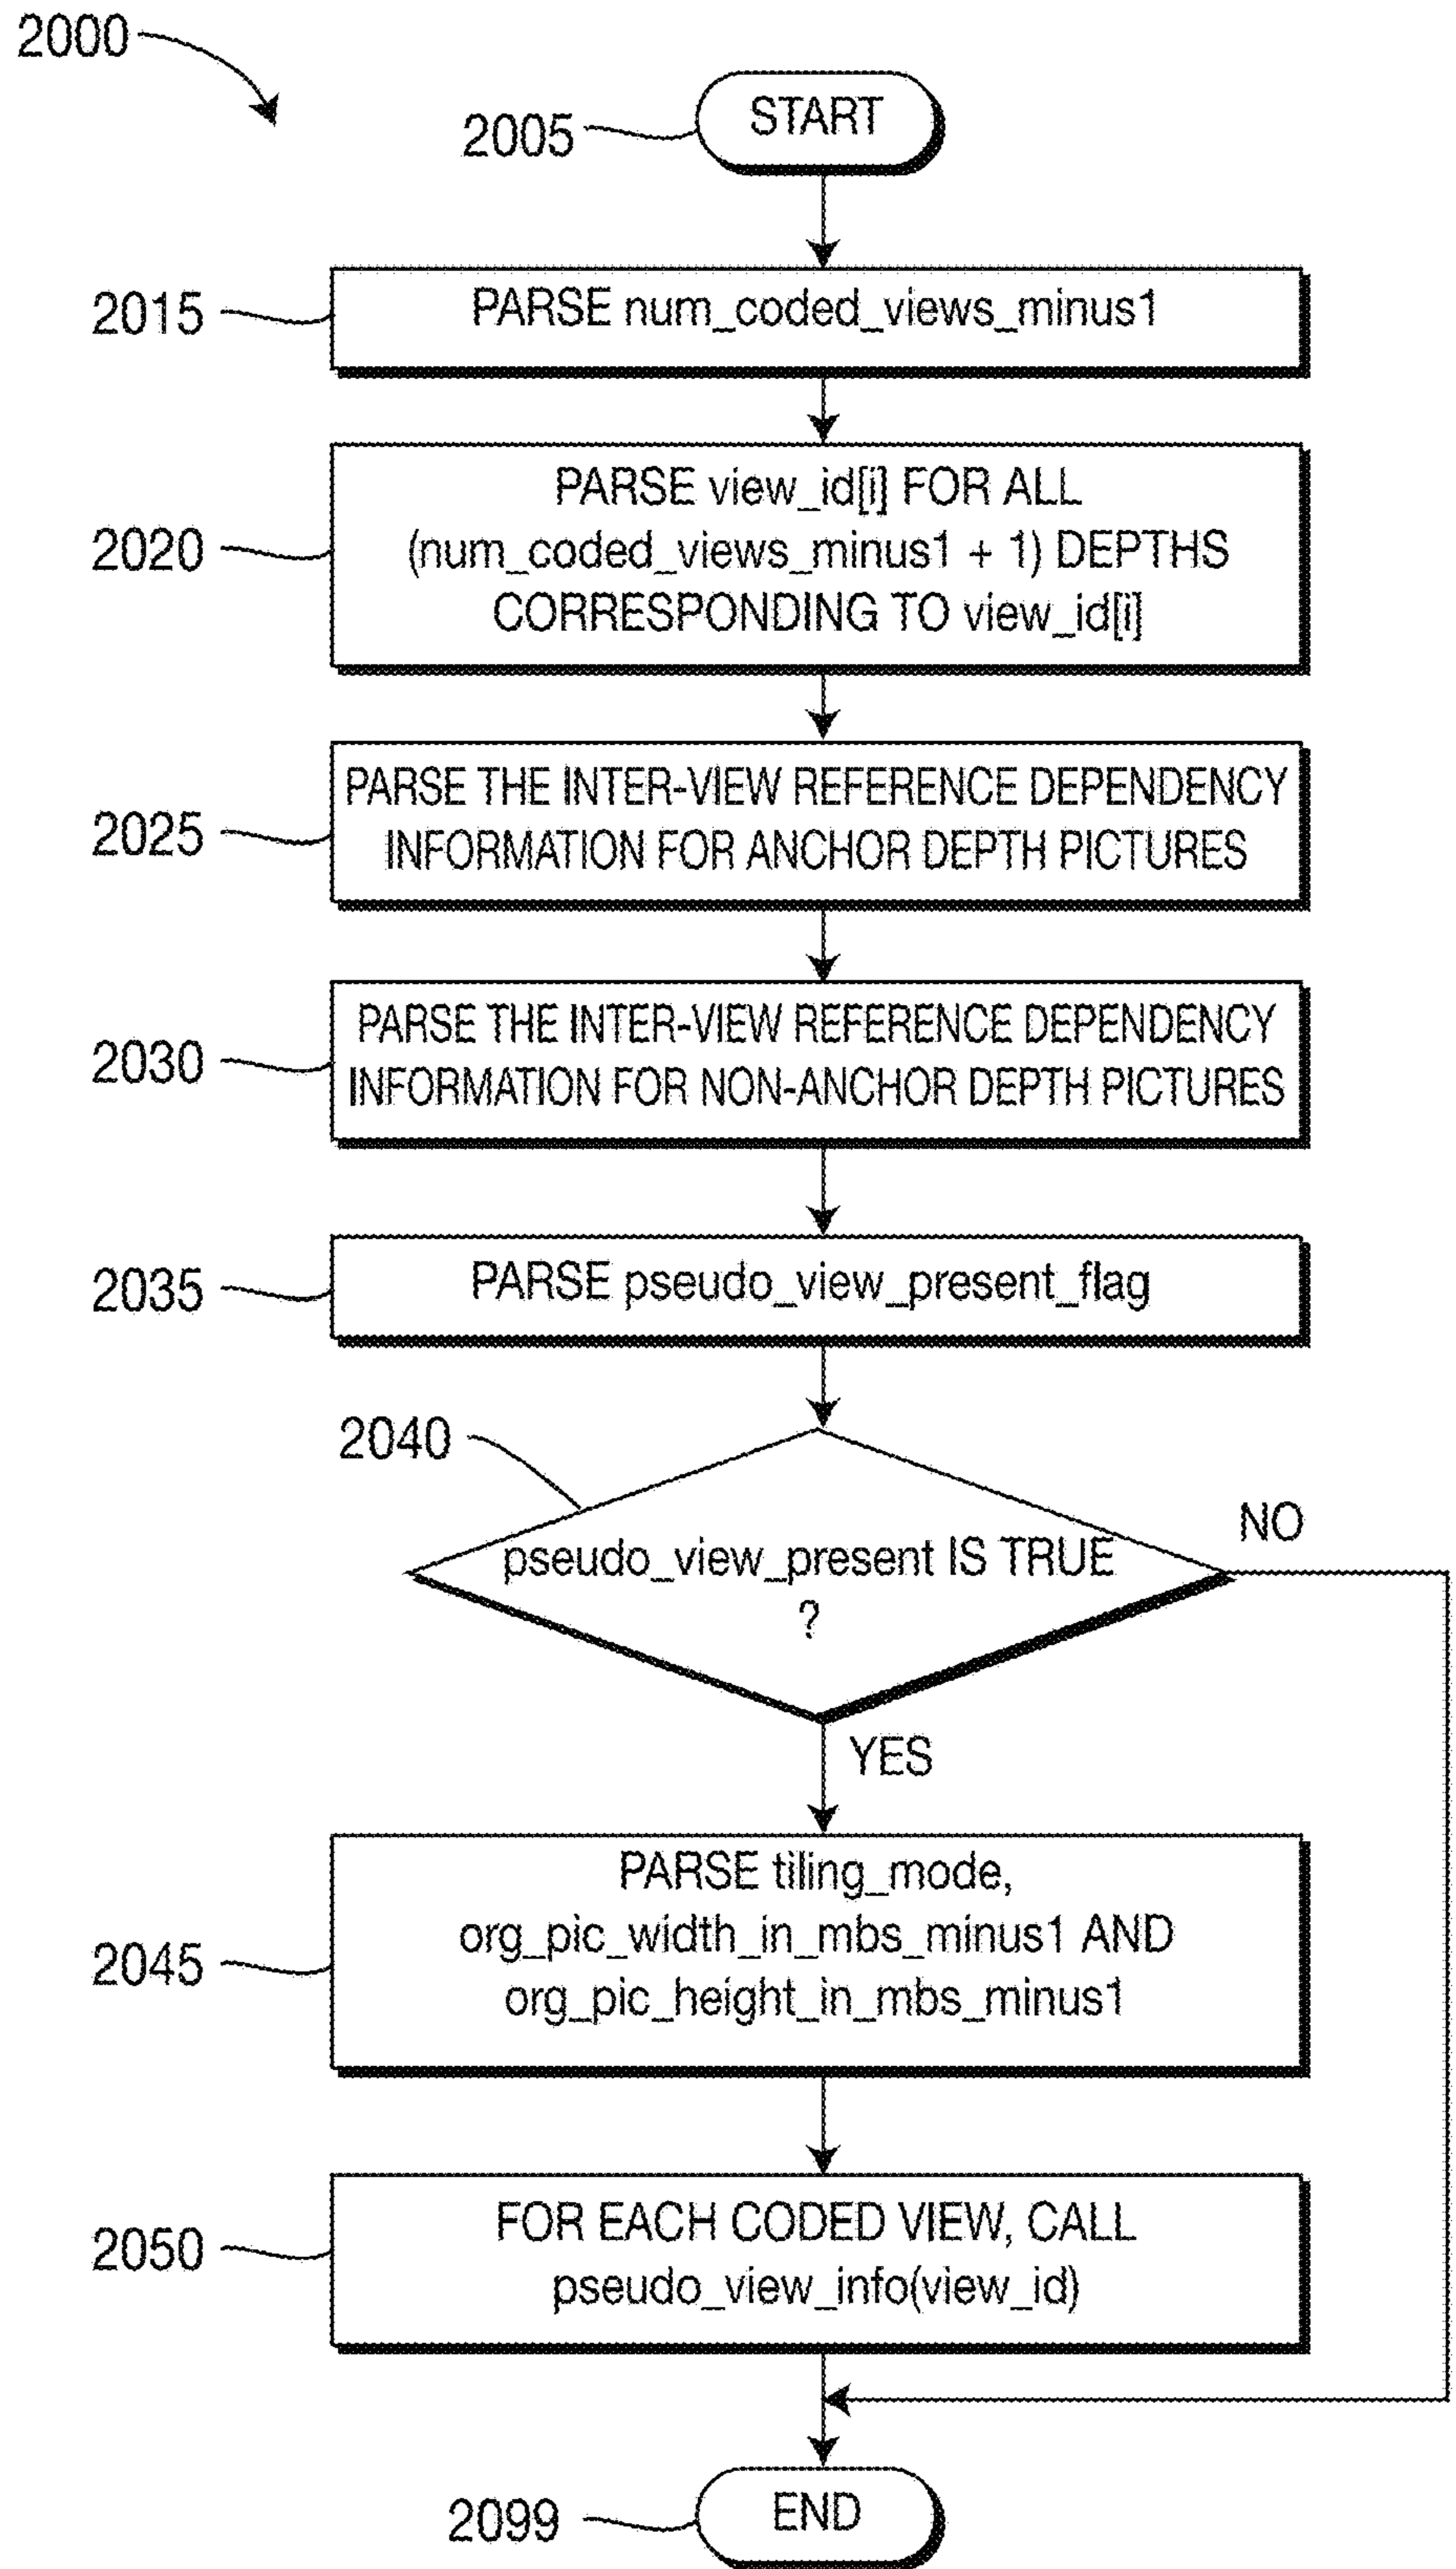 2000
2005
START
2015
PARSE num_coded_views_minus1
2020
PARSE view_id[i] FOR ALL
(num_coded_views_minus1 + 1) DEPTHS
CORRESPONDING TO view_id[i]
2025
PARSE THE INTER-VIEW REFERENCE DEPENDENCY
INFORMATION FOR ANCHOR DEPTH PICTURES
2030
PARSE THE INTER-VIEW REFERENCE DEPENDENCY
INFORMATION FOR NON-ANCHOR DEPTH PICTURES
2035
PARSE pseudo_view_present_flag
2040
pseudo_view_present IS TRUE
?
NO
YES
2045
PARSE tiling_mode,
org_pic_width_in_mbs_minus1 AND
org_pic_height_in_mbs_minus1
2050
FOR EACH CODED VIEW, CALL
pseudo_view_info(view_id)
2099
END